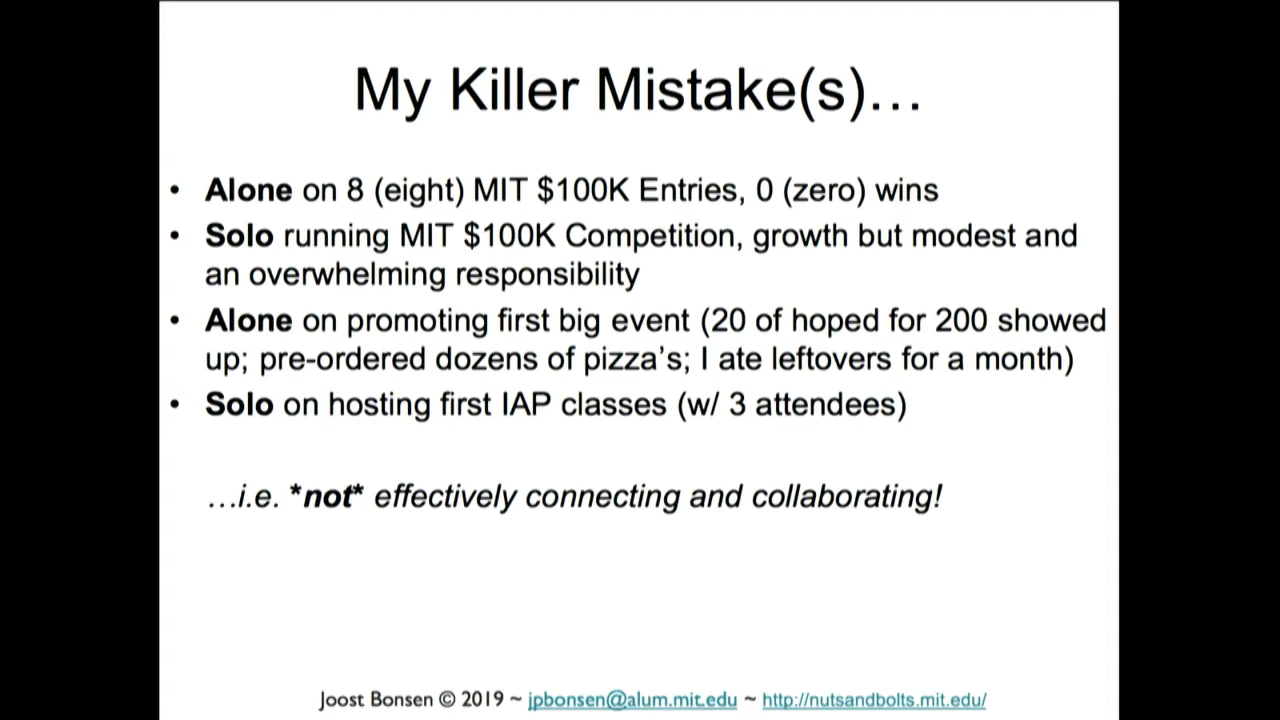 My Killer Mistake(s)…
• Alone on 8 (eight) MIT $100K Entries, 0 (zero) wins
• Solo running MIT $100K Competition, growth but modest and
an overwhelming responsibility
• Alone on promoting first big event (20 of hoped for 200 showed
up; pre-ordered dozens of pizza's; I ate leftovers for a month)
• Solo on hosting first IAP classes (w/ 3 attendees)
…i.e. *not* effectively connecting and collaborating!
Joost Bonsen © 2019 ~ jpbonsen@alum.mit.edu ~ http://nutsandbolts.mit.edu/